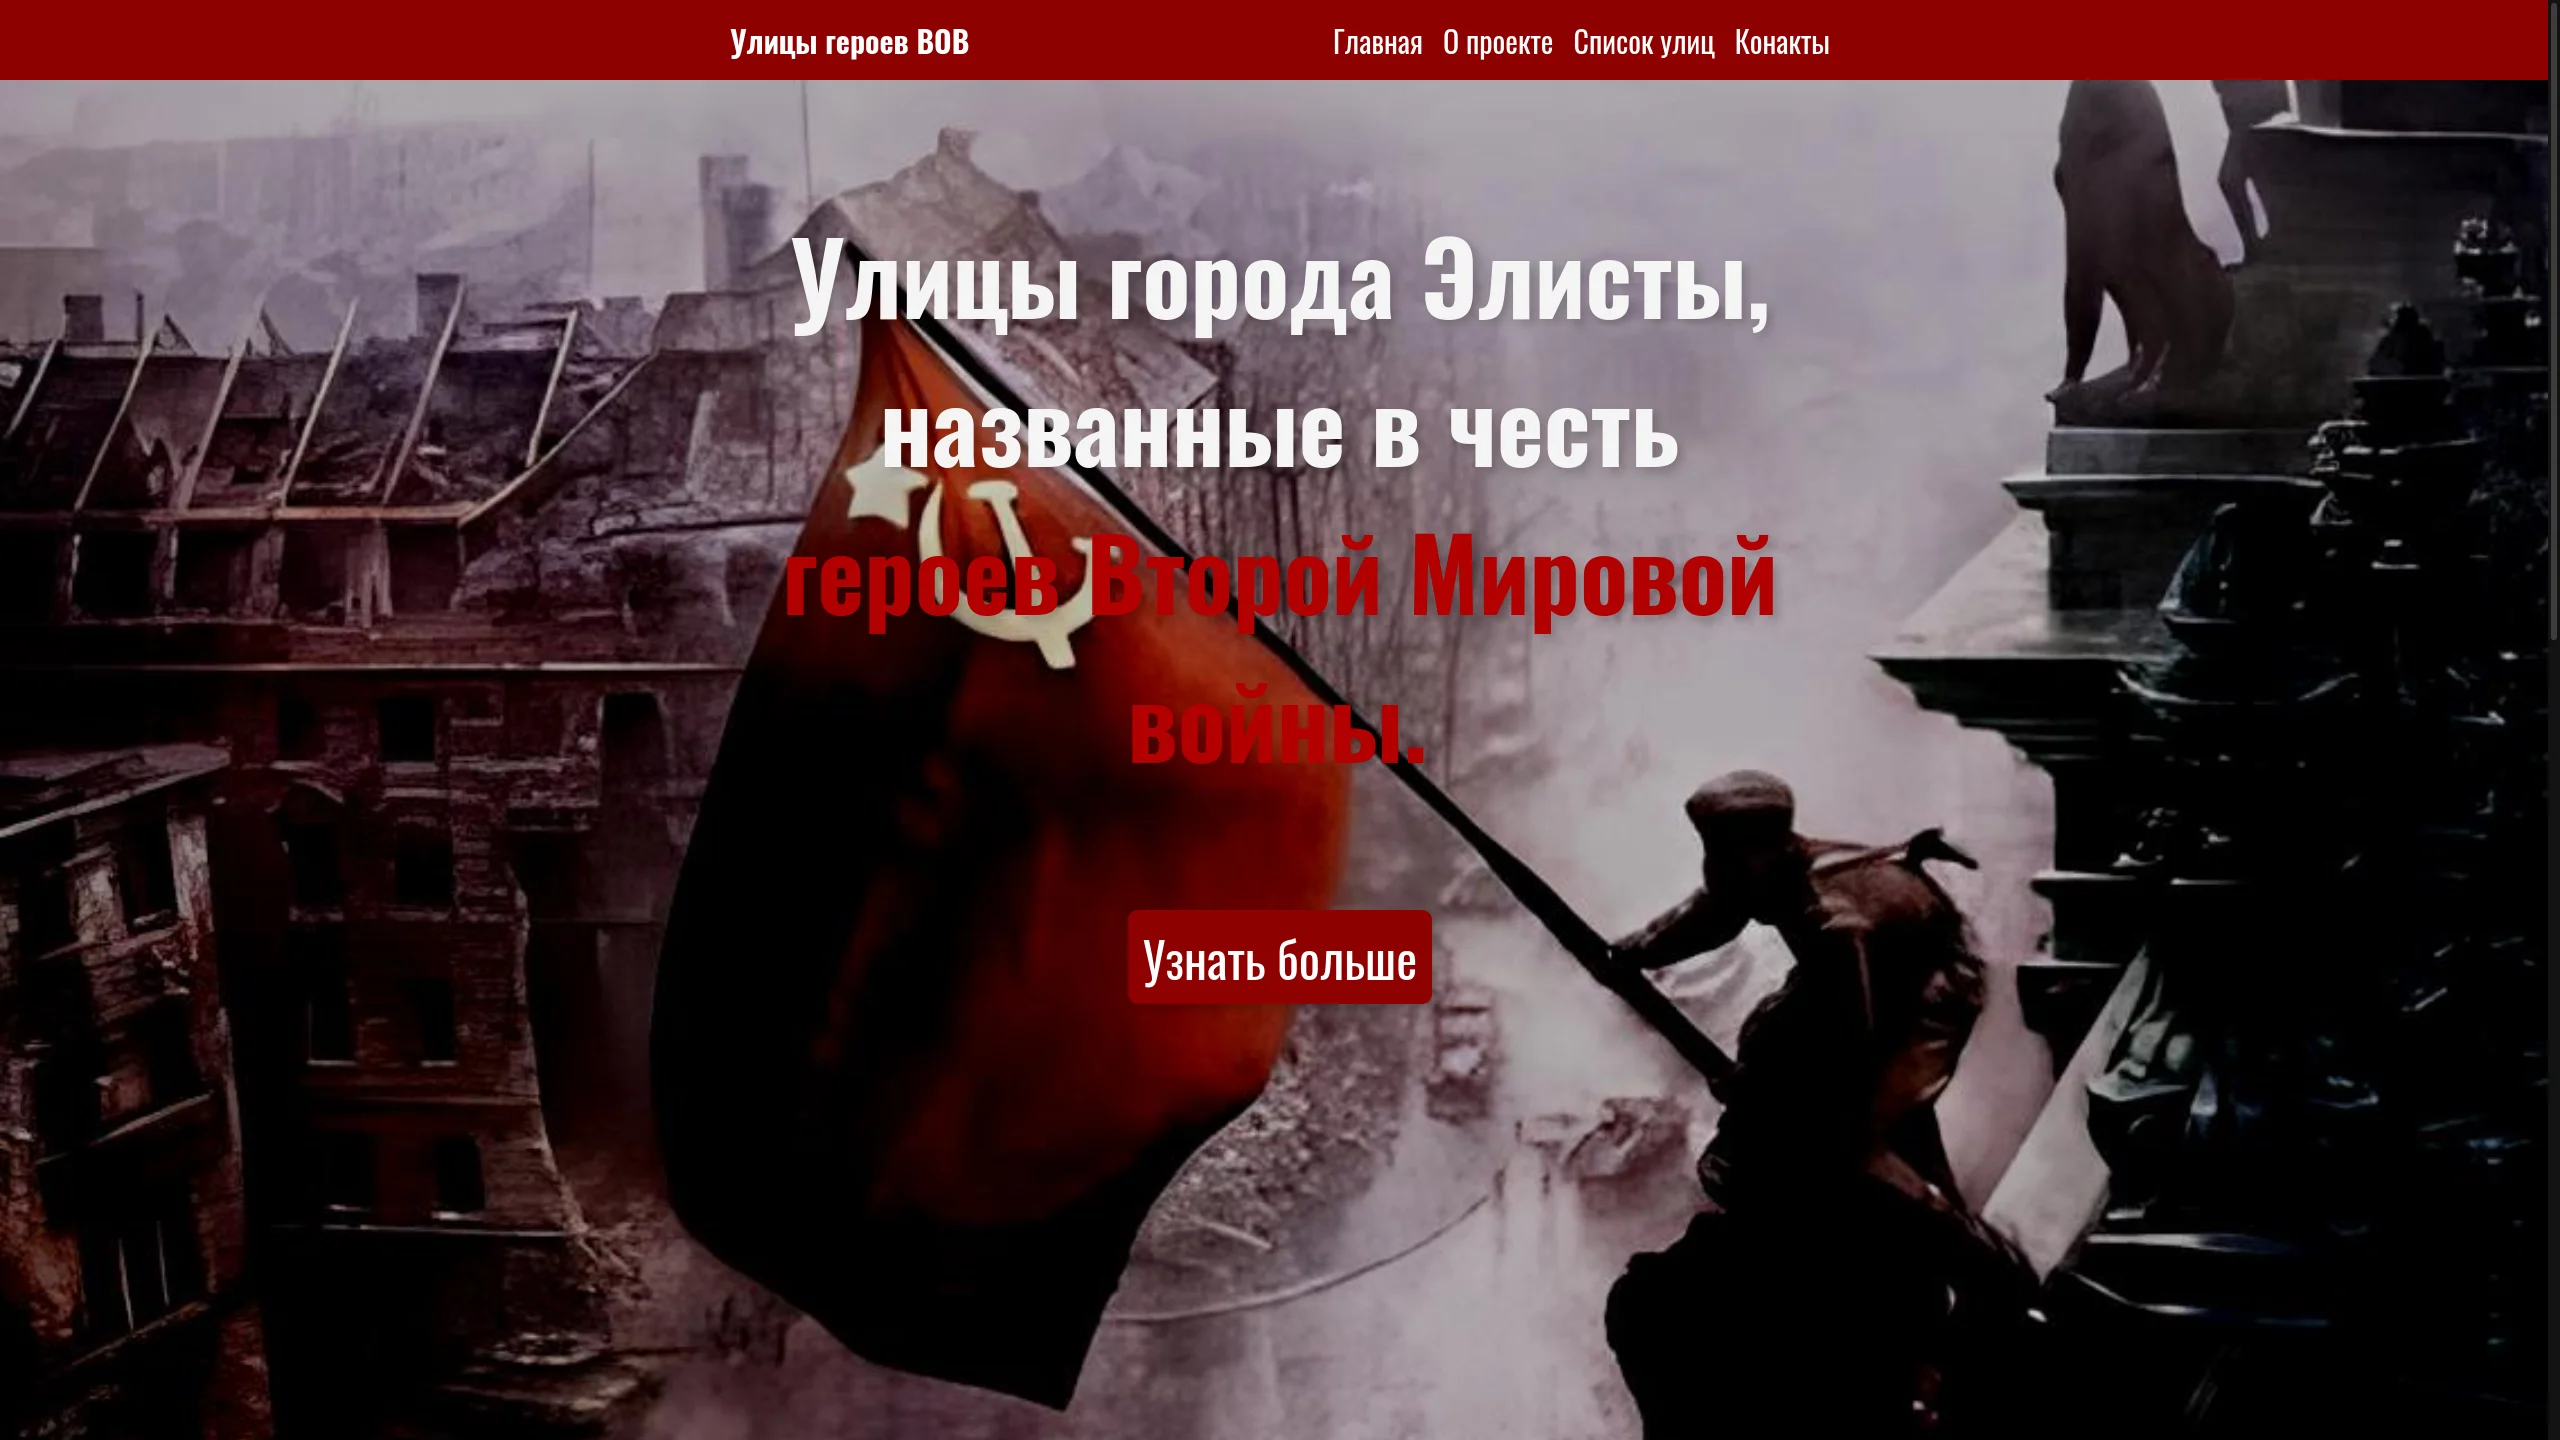 Улицы героев ВОВ
Главная О проекте Список улиц Конакты
Улицы города Элисты,
названные в честь
героев Второй Мировой
войны.
Узнать больше